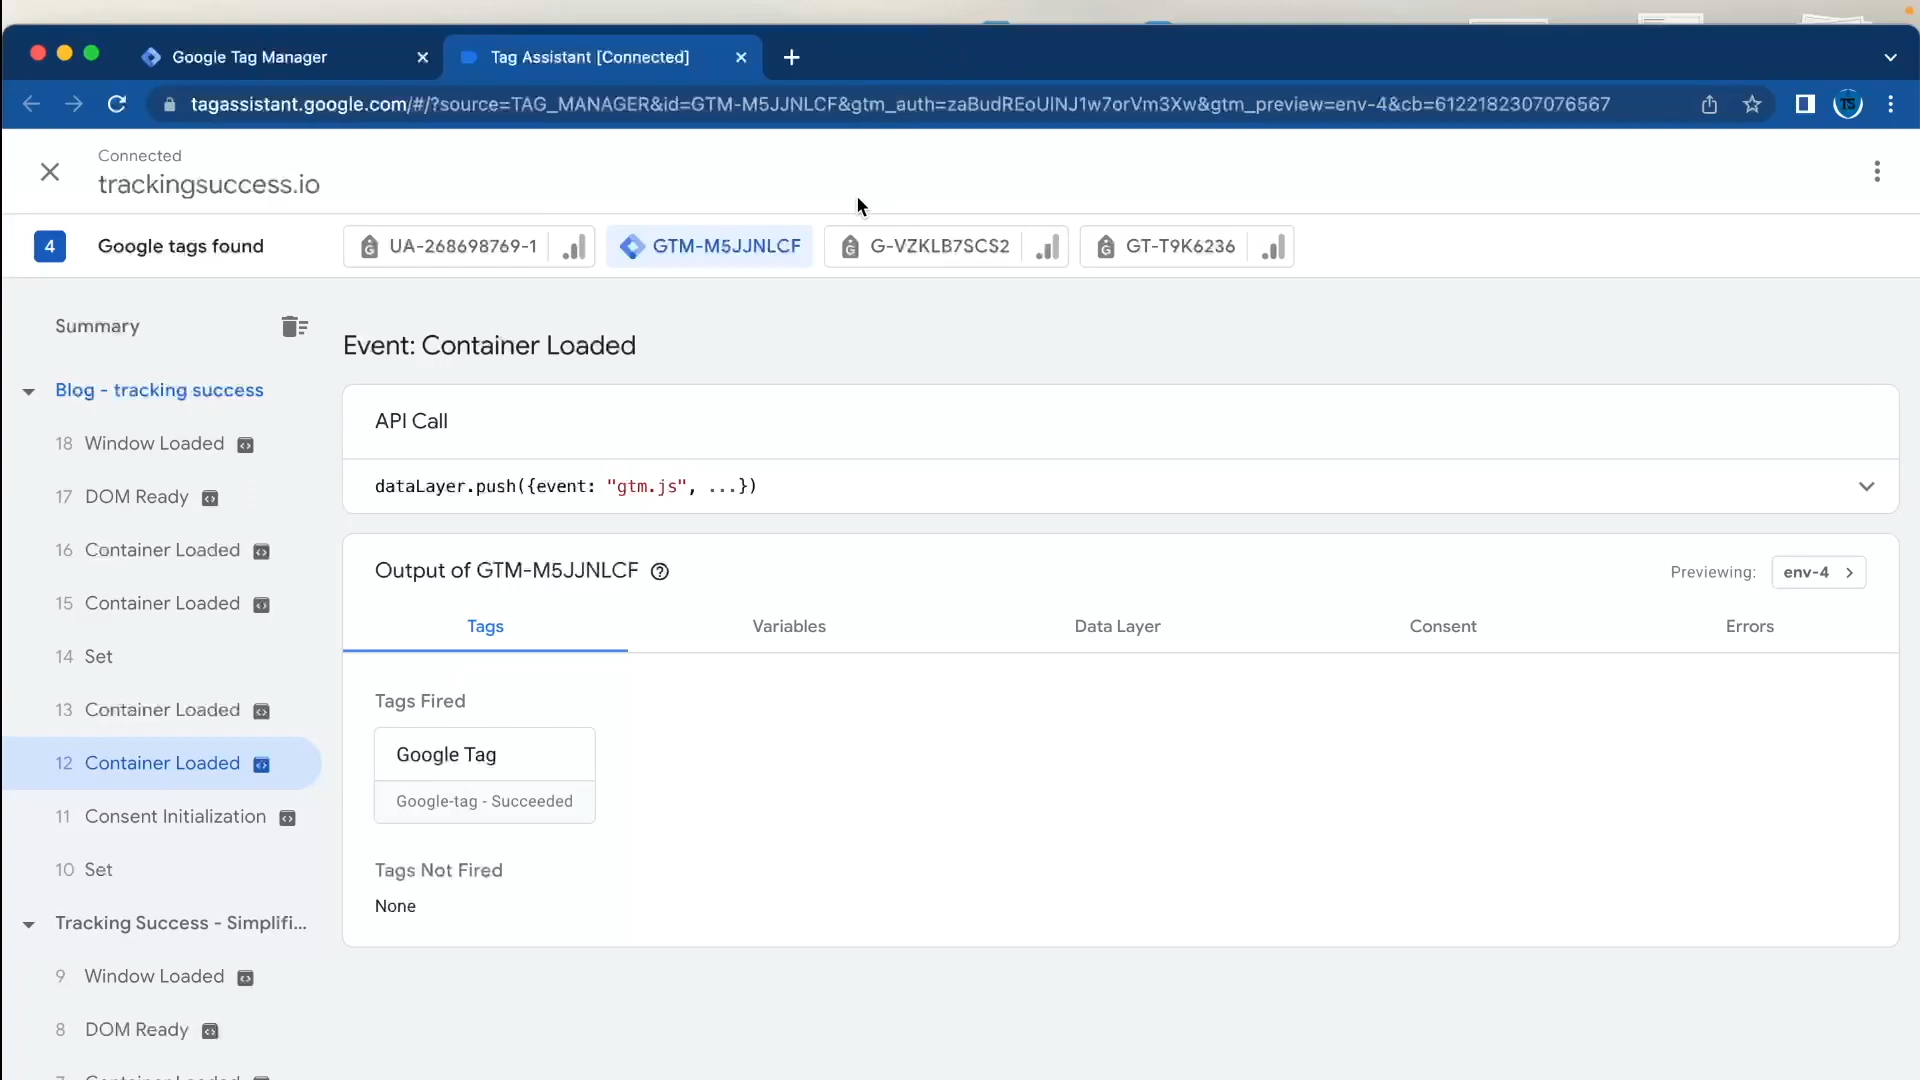 Google Tag Manager
Tag Assistant [Connected]
tagassistant.google.com/#/?source=TAG_MANAGER&id=GTM-M5JJNLCF&gtm_auth=zaBudREoUlNJ1w7orVm3Xw&gtm_preview=env-4&cb=6122182307076567
TS
Connected
trackingsuccess.io
4 Google tags found
UA-268698769-1
GTM-M5JJNLCF
G-VZKLB7SCS2
GT-T9K6236
Summary
Blog - tracking success
18 Window Loaded
17 DOM Ready
16 Container Loaded
15 Container Loaded
14 Set
13 Container Loaded
12 Container Loaded
11 Consent Initialization
10 Set
Tracking Success - Simplifi...
9 Window Loaded
8 DOM Ready
7 Container Loaded
Event: Container Loaded
API Call
dataLayer.push({event: "gtm.js", ...})
Output of GTM-M5JJNLCF
Previewing: env-4
Tags
Variables
Data Layer
Consent
Errors
Tags Fired
Google Tag
Google-tag - Succeeded
Tags Not Fired
None